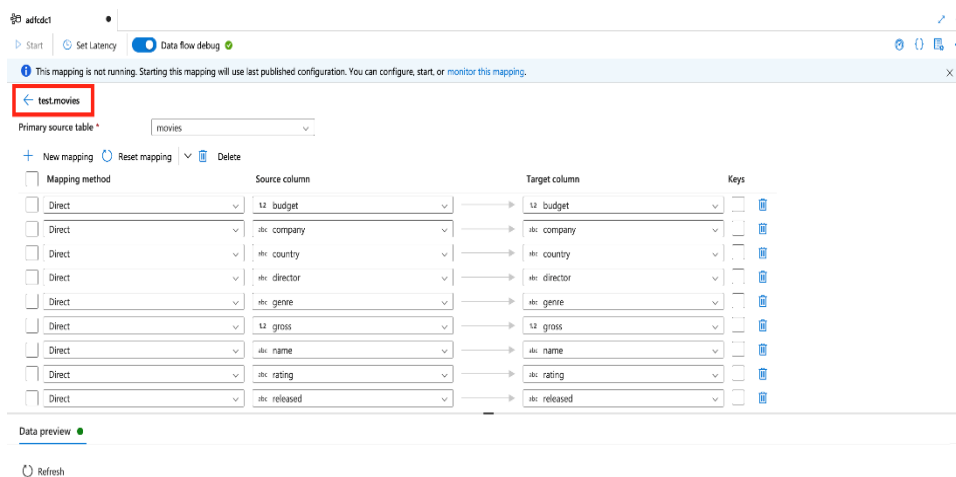 adfcdc1
Start Set Latency Data flow debug
This mapping is not running. Starting this mapping will use last published configuration. You can configure, start, or monitor this mapping.
test.movies
Primary source table * movies
New mapping Reset mapping Delete
Mapping method Source column Target column Keys
Direct 1.2 budget 1.2 budget
Direct abc company abc company
Direct abc country abc country
Direct abc director abc director
Direct abc genre abc genre
Direct 1.2 gross 1.2 gross
Direct abc name abc name
Direct abc rating abc rating
Direct abc released abc released
Data preview
Refresh